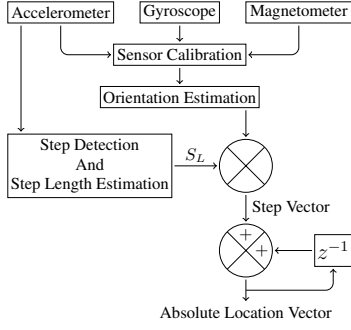 Accelerometer
Gyroscope
Magnetometer
Sensor Calibration
Orientation Estimation
Step Detection
And
Step Length Estimation
S_L
Step Vector
+
+
z^{-1}
Absolute Location Vector